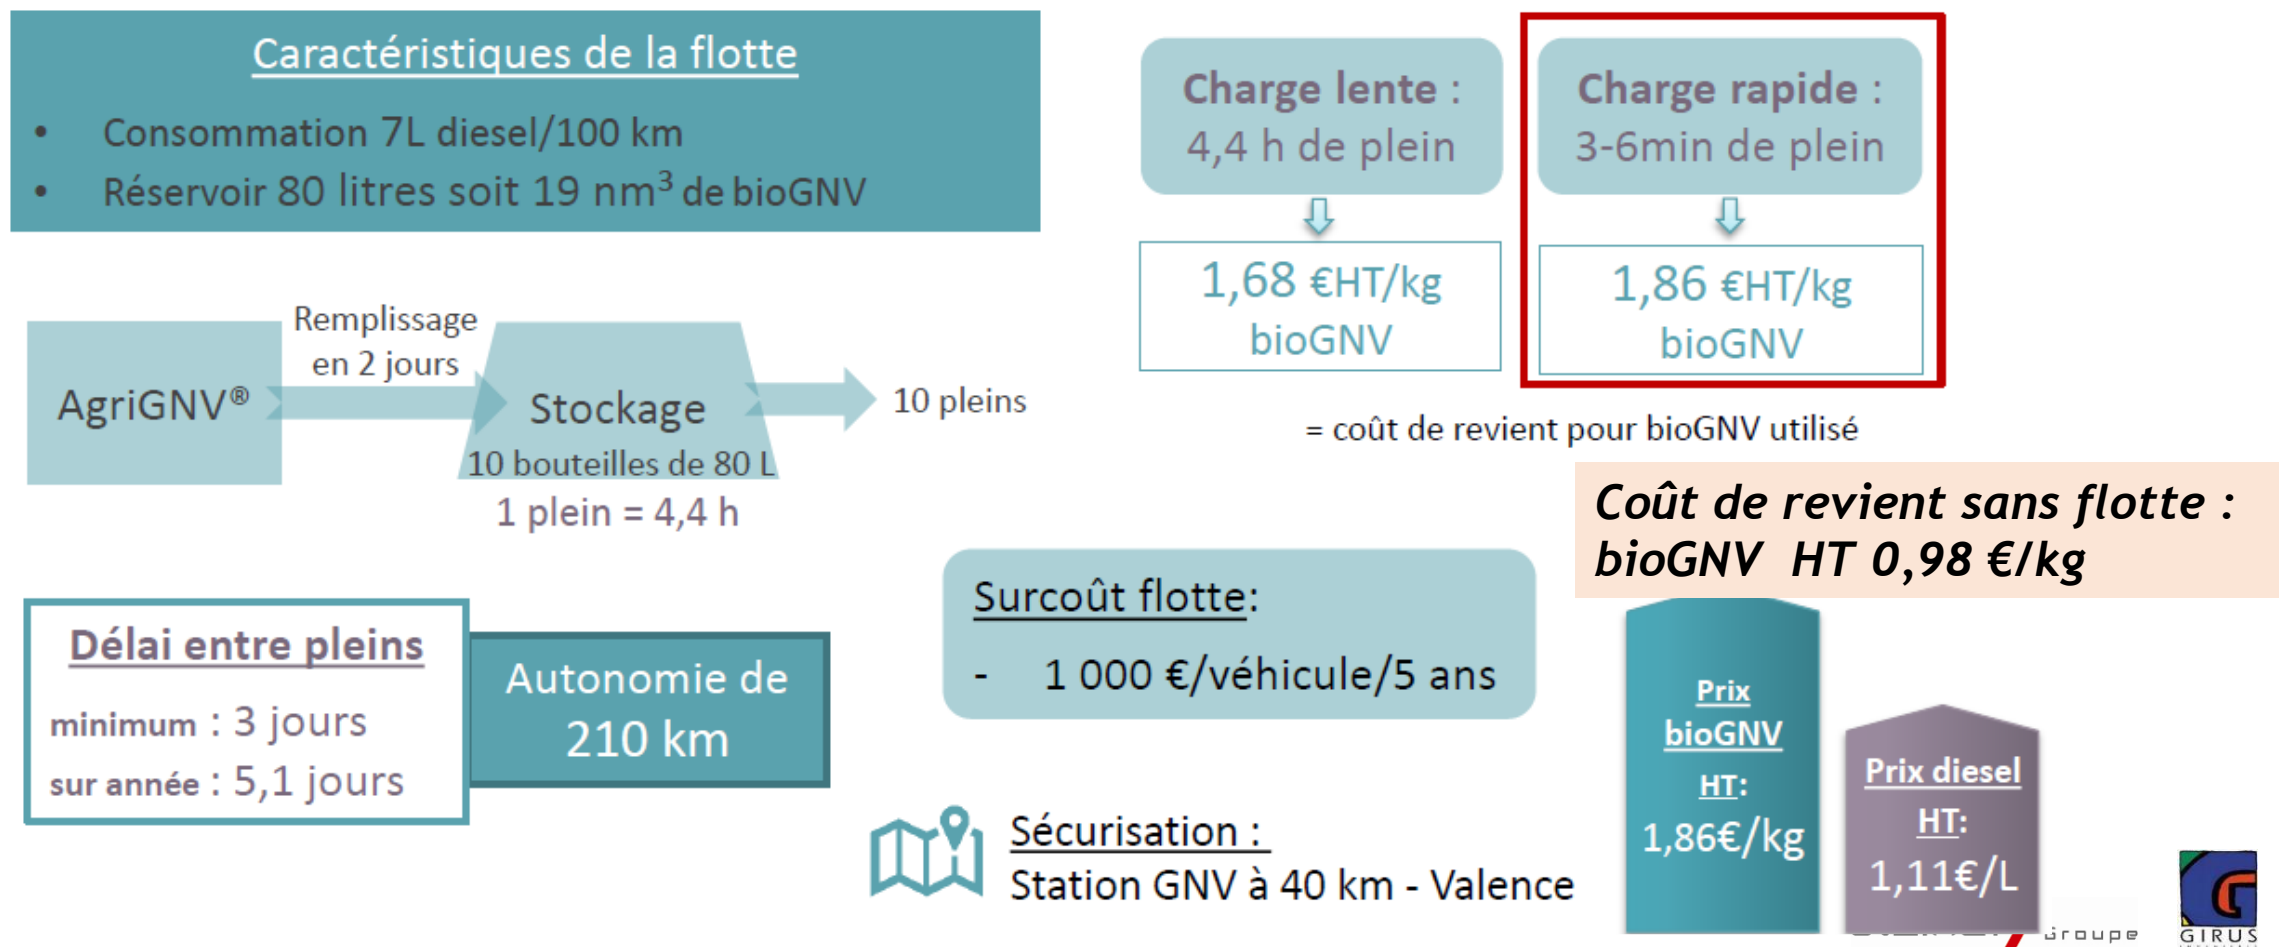 Caractéristiques de la flotte
• Consommation 7L diesel/100 km
• Réservoir 80 litres soit 19 nm³ de bioGNV
Charge lente :
4,4 h de plein
1,68 €HT/kg
bioGNV
Charge rapide :
3-6min de plein
1,86 €HT/kg
bioGNV
= coût de revient pour bioGNV utilisé
AgriGNV®
Remplissage
en 2 jours
Stockage
10 bouteilles de 80 L
1 plein = 4,4 h
10 pleins
Coût de revient sans flotte :
bioGNV HT 0,98 €/kg
Délai entre pleins
minimum : 3 jours
sur année : 5,1 jours
Autonomie de
210 km
Surcoût flotte:
- 1 000 €/véhicule/5 ans
Sécurisation :
Station GNV à 40 km - Valence
Prix
bioGNV
HT:
1,86€/kg
Prix diesel
HT:
1,11€/L
Groupe
GIRUS